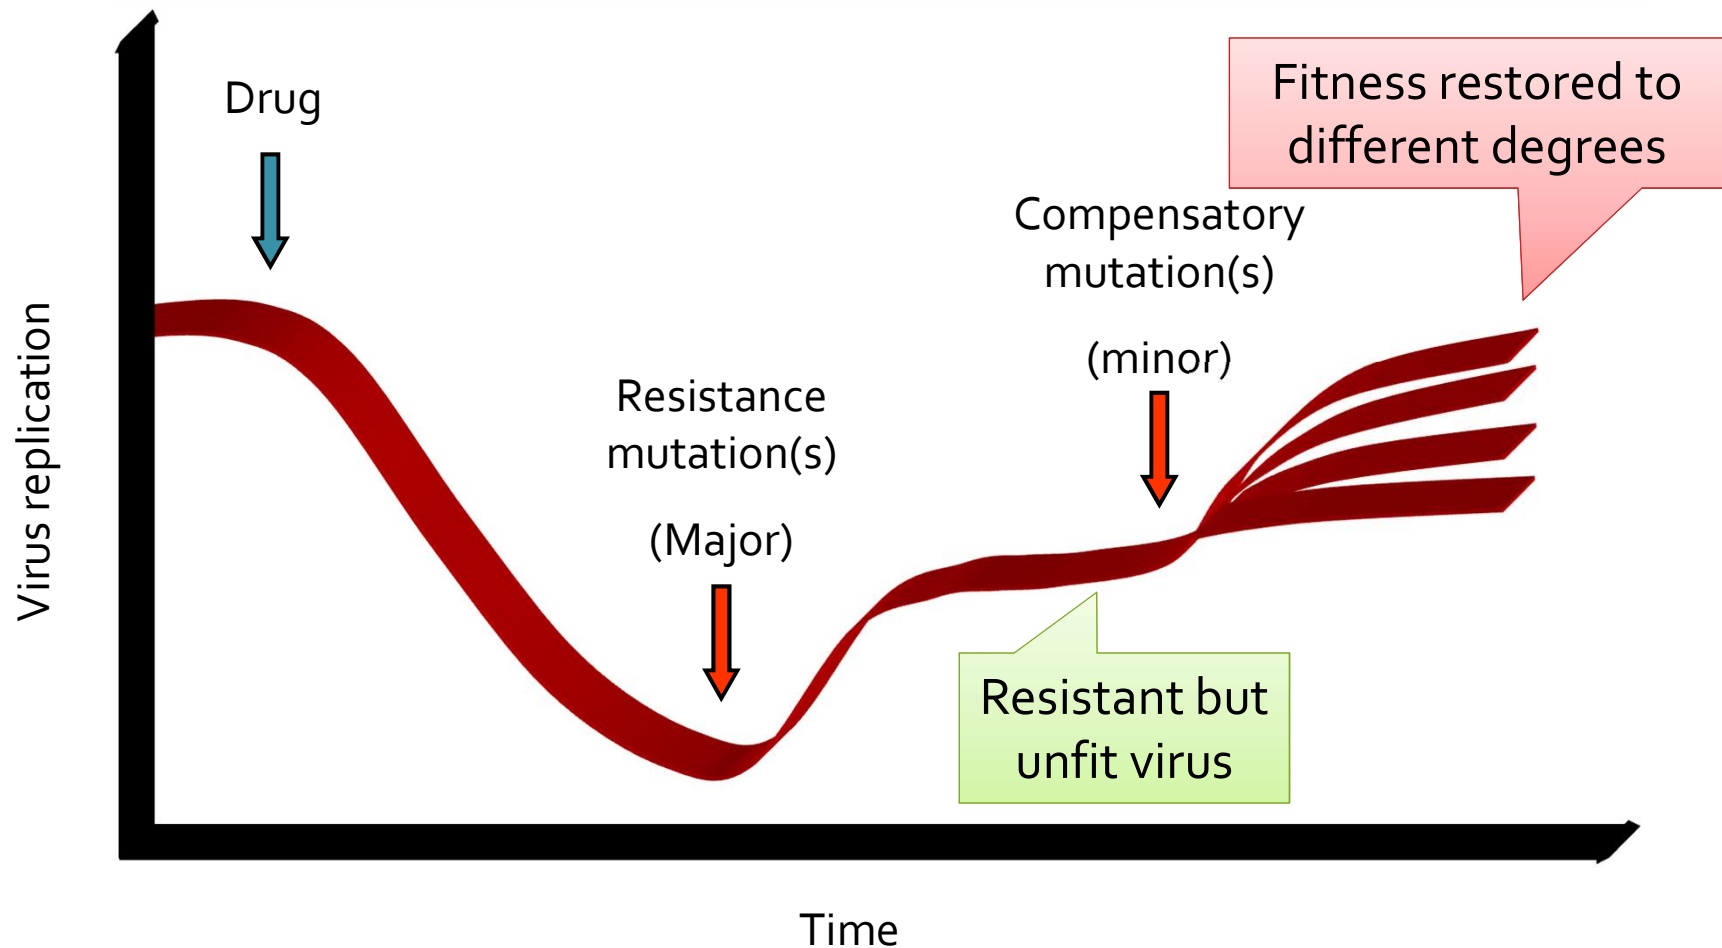 Drug
Fitness restored to
different degrees
Compensatory
mutation(s)
(minor)
Resistance
mutation(s)
(Major)
Virus replication
Resistant but
unfit virus
Time